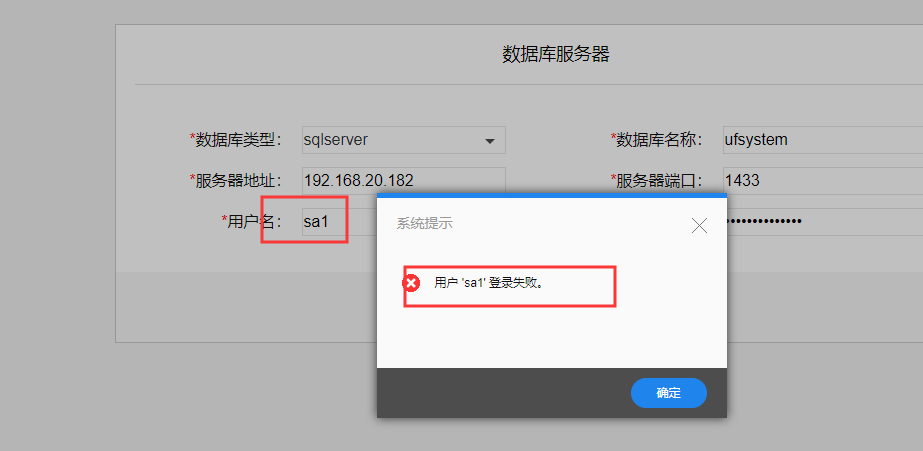 数据库服务器
*数据库类型: sqlserver *数据库名称: ufsystem
*服务器地址: 192.168.20.182 *服务器端口: 1433
*用户名: sa1 ••••••••••••••
系统提示
用户 'sa1' 登录失败。
确定